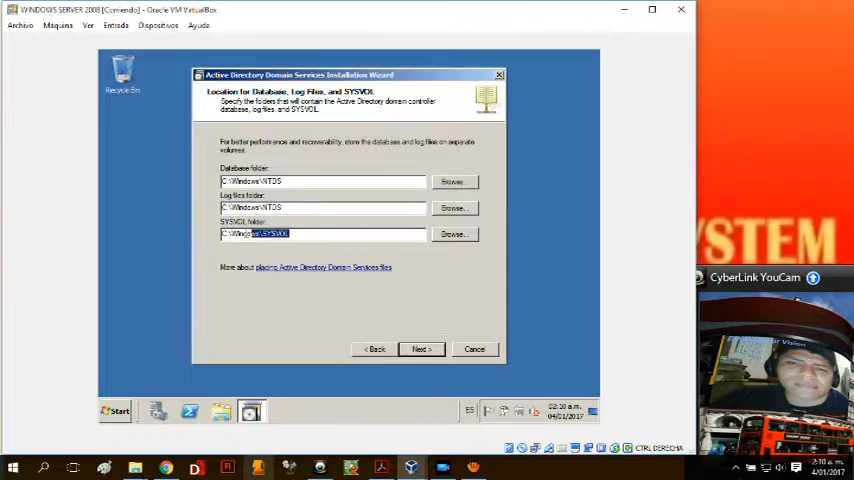 WINDOWS SERVER 2008 [Corriendo] - Oracle VM VirtualBox
Archivo Máquina Ver Entrada Dispositivos Ayuda
Recycle Bin
Active Directory Domain Services Installation Wizard
Location for Database, Log Files, and SYSVOL
Specify the folders that will contain the Active Directory domain controller
database, log files, and SYSVOL.
For better performance and recoverability, store the database and log files on separate
volumes.
Database folder:
C:\Windows\NTDS
Browse...
Log files folder:
C:\Windows\NTDS
Browse...
SYSVOL folder:
C:\Windows\SYSVOL
Browse...
More about placing Active Directory Domain Services files
< Back Next > Cancel
YSTEM
CyberLink YouCam
Start
ES
02:10 a.m.
04/01/2017
CTRL DERECHA
2:10 a. m.
4/01/2017